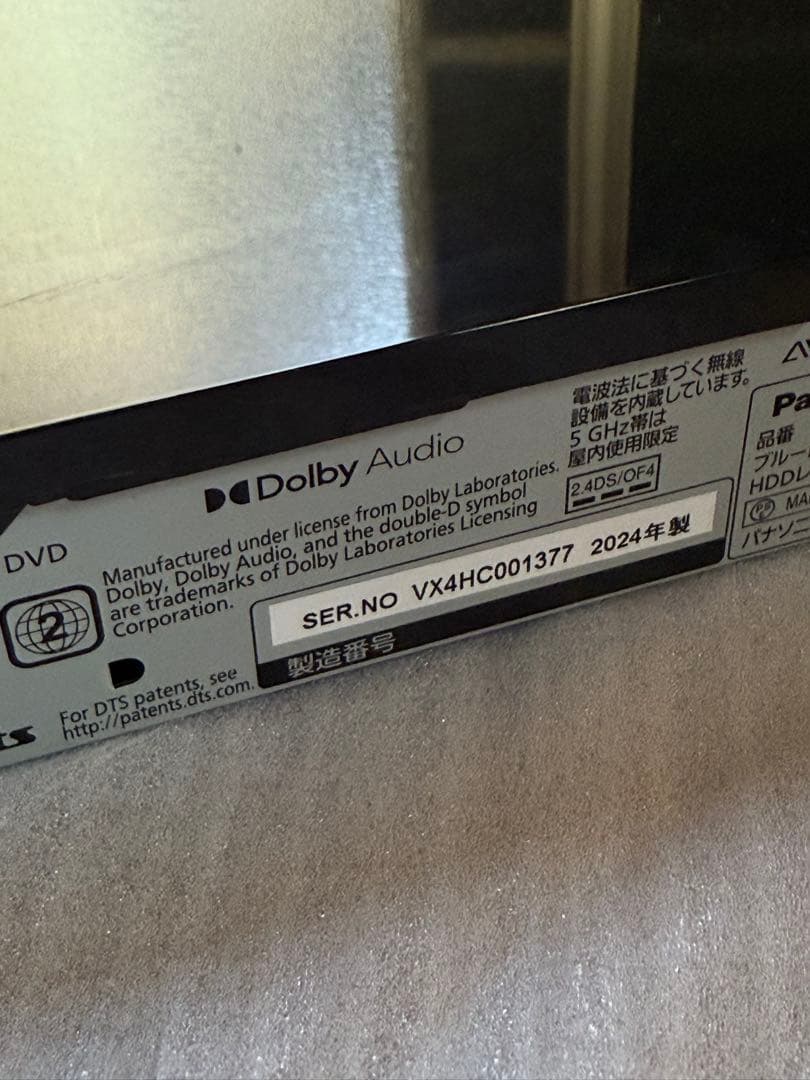 DVD
2
Dolby Audio
Manufactured under license from Dolby Laboratories.
Dolby, Dolby Audio, and the double-D symbol
are trademarks of Dolby Laboratories Licensing
Corporation.
For DTS patents, see
http://patents.dts.com.
電波法に基づく無線
設備を内蔵しています。
5 GHz帯は
屋内使用限定
2.4DS/OF4
SER.NO VX4HC001377 2024年製
製造番号
品番